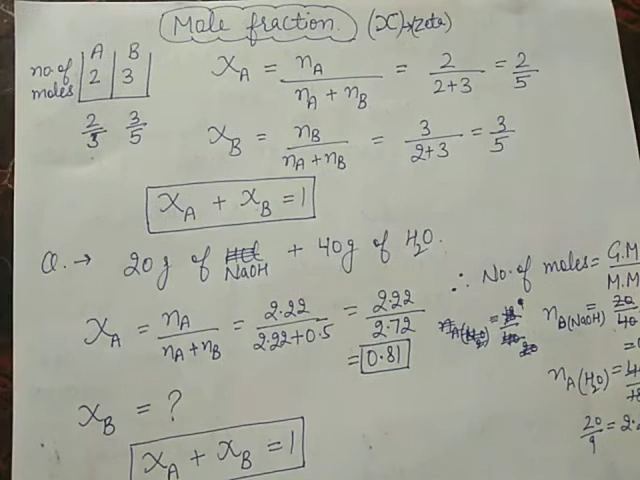 Mole fraction. (x) → (Zeta)
A B
no. of moles 2 3
2/5 3/5
x_A = n_A / (n_A + n_B) = 2 / (2+3) = 2/5
x_B = n_B / (n_A + n_B) = 3 / (2+3) = 3/5
x_A + x_B = 1
Q. → 20g of NaOH + 40g of H₂O.
x_A = n_A / (n_A + n_B) = 2.22 / (2.22 + 0.5) = 2.22 / 2.72
= 0.81
∴ No. of moles = G.M / M.M
n_B(NaOH) = 20 / 40
n_A(H₂O) =
20/9 = 2.
x_B = ?
x_A + x_B = 1